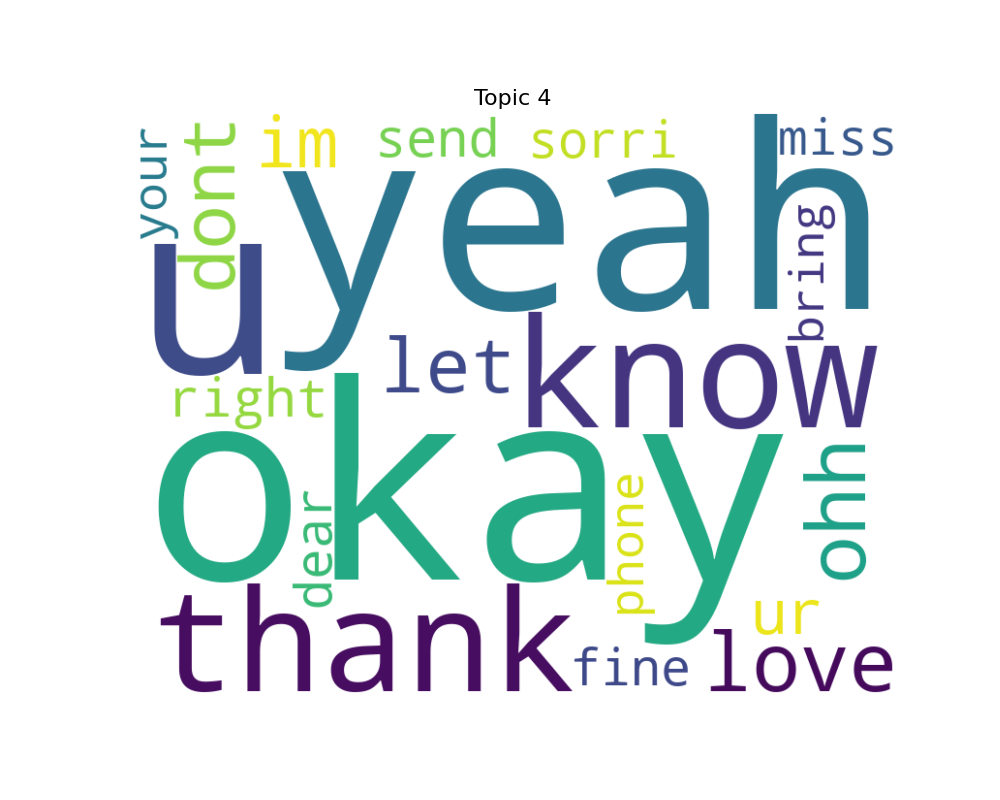 Topic 4
your
dont
im
send
sorri
miss
u
yeah
bring
let
know
right
okay
ohh
dear
phone
thank
fine
ur
love